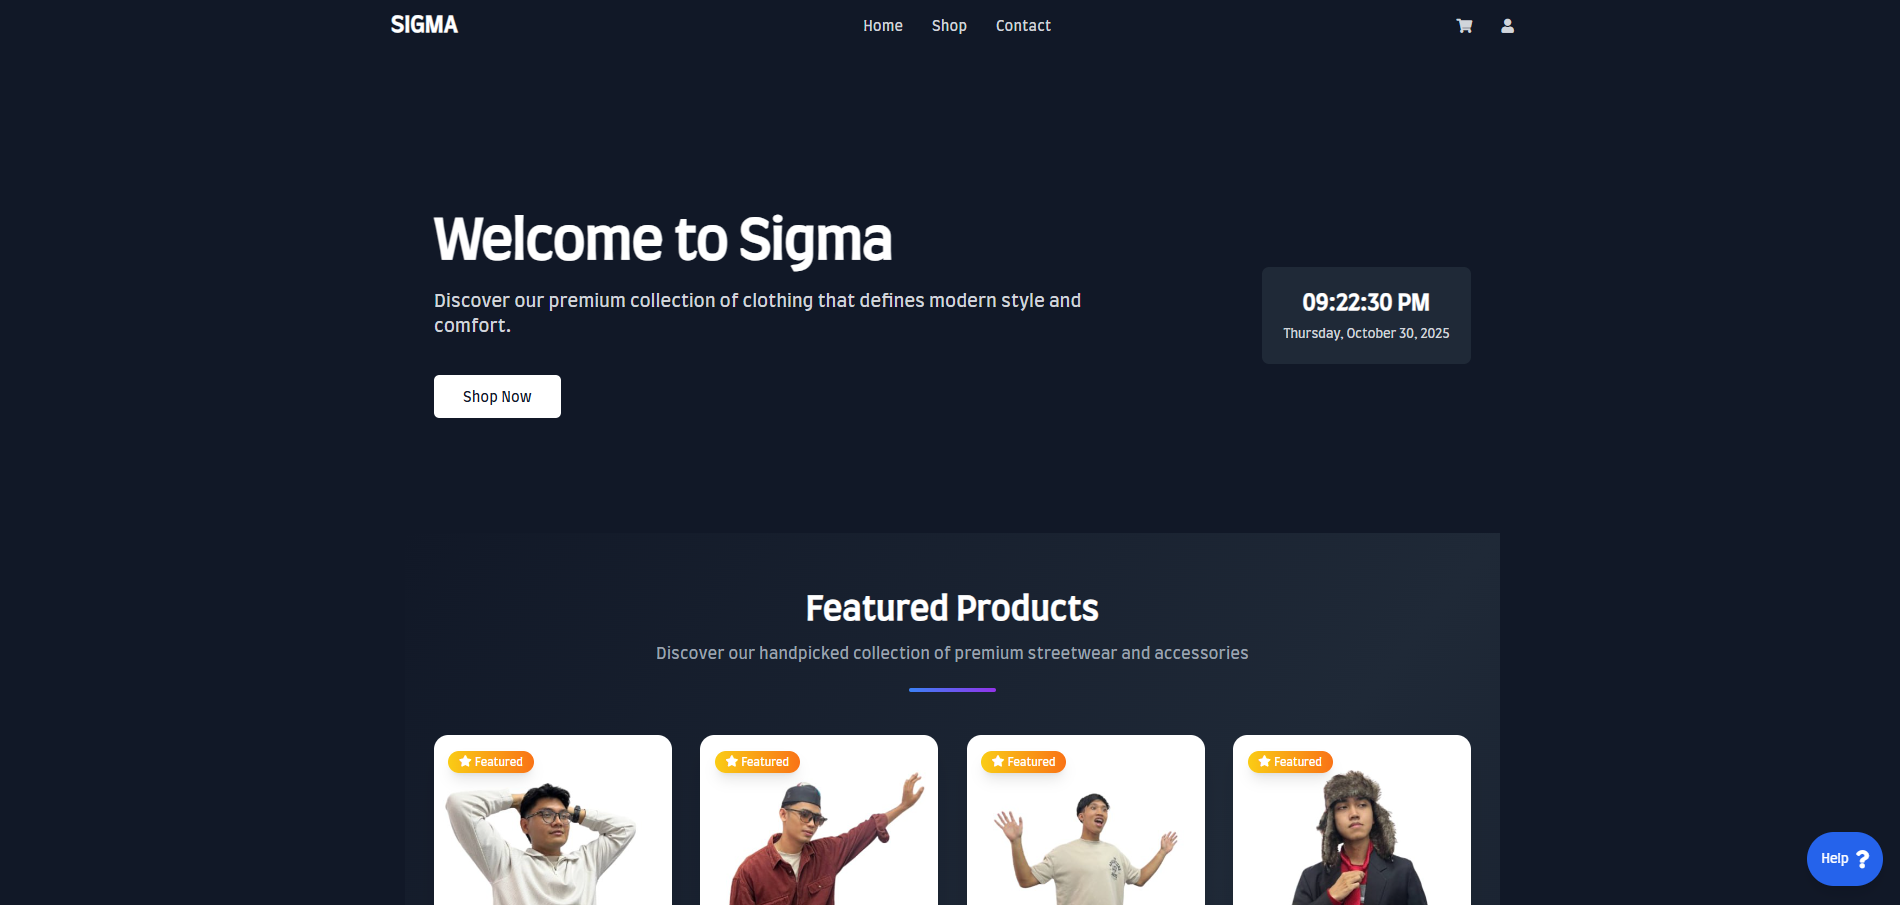 SIGMA
Home
Shop
Contact
Welcome to Sigma
Discover our premium collection of clothing that defines modern style and
comfort.
Shop Now
09:22:30 PM
Thursday, October 30, 2025
Featured Products
Discover our handpicked collection of premium streetwear and accessories
Featured
Featured
Featured
Featured
Help ?